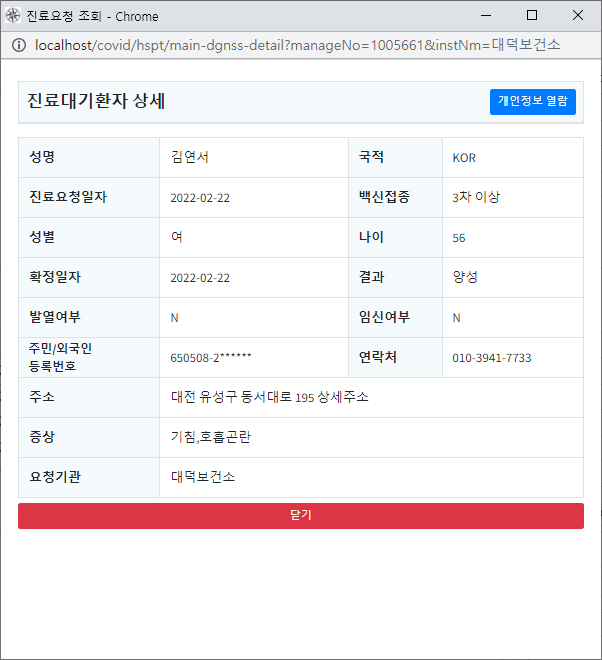 진료요청 조회 - Chrome
localhost/covid/hspt/main-dgnss-detail?manageNo=1005661&instNm=대덕보건소
진료대기환자 상세
개인정보 열람
성명 김연서 국적 KOR
진료요청일자 2022-02-22 백신접종 3차 이상
성별 여 나이 56
확정일자 2022-02-22 결과 양성
발열여부 N 임신여부 N
주민/외국인
등록번호 650508-2****** 연락처 010-3941-7733
주소 대전 유성구 동서대로 195 상세주소
증상 기침,호흡곤란
요청기관 대덕보건소
닫기